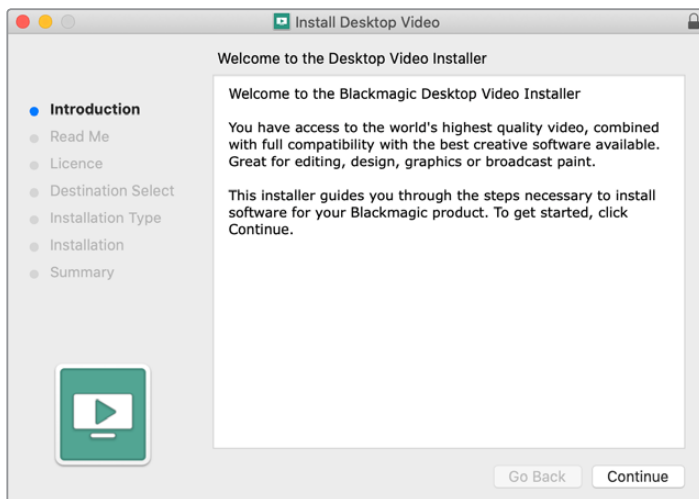 Install Desktop Video
Welcome to the Desktop Video Installer
Introduction
Read Me
Licence
Destination Select
Installation Type
Installation
Summary
Welcome to the Blackmagic Desktop Video Installer
You have access to the world's highest quality video, combined
with full compatibility with the best creative software available.
Great for editing, design, graphics or broadcast paint.
This installer guides you through the steps necessary to install
software for your Blackmagic product. To get started, click
Continue.
Go Back
Continue